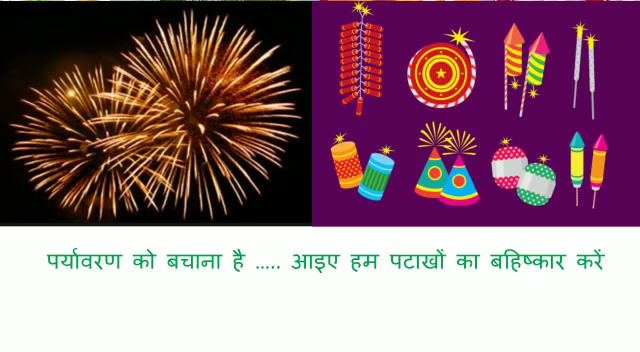 पर्यावरण को बचाना है ..... आइए हम पटाखों का बहिष्कार करें